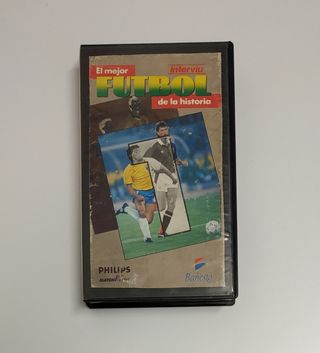 El mejor
interviu
FUTBOL
de la historia
PHILIPS
Banesto